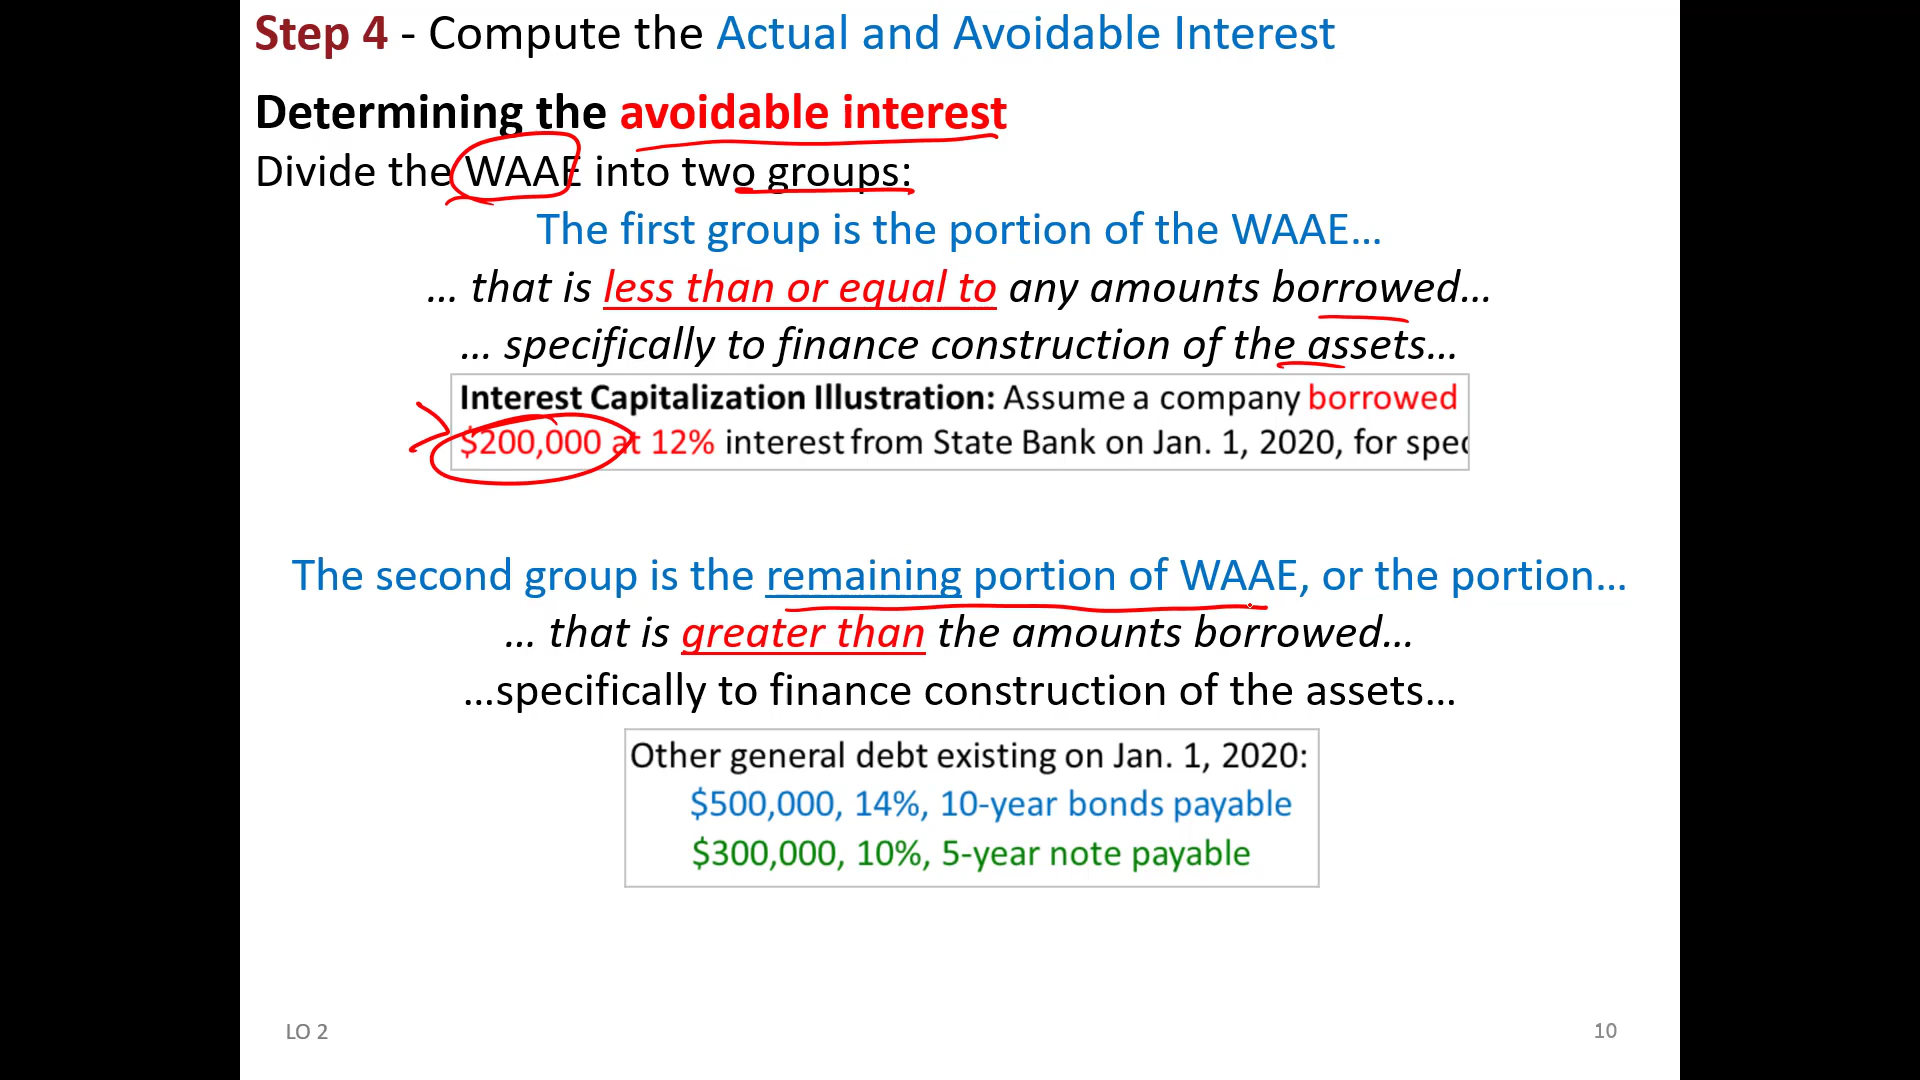 Step 4 - Compute the Actual and Avoidable Interest
Determining the avoidable interest
Divide the WAAE into two groups:
The first group is the portion of the WAAE...
... that is less than or equal to any amounts borrowed...
... specifically to finance construction of the assets...
Interest Capitalization Illustration: Assume a company borrowed
$200,000 at 12% interest from State Bank on Jan. 1, 2020, for spec
The second group is the remaining portion of WAAE, or the portion...
... that is greater than the amounts borrowed...
...specifically to finance construction of the assets...
Other general debt existing on Jan. 1, 2020:
$500,000, 14%, 10-year bonds payable
$300,000, 10%, 5-year note payable
LO 2
10